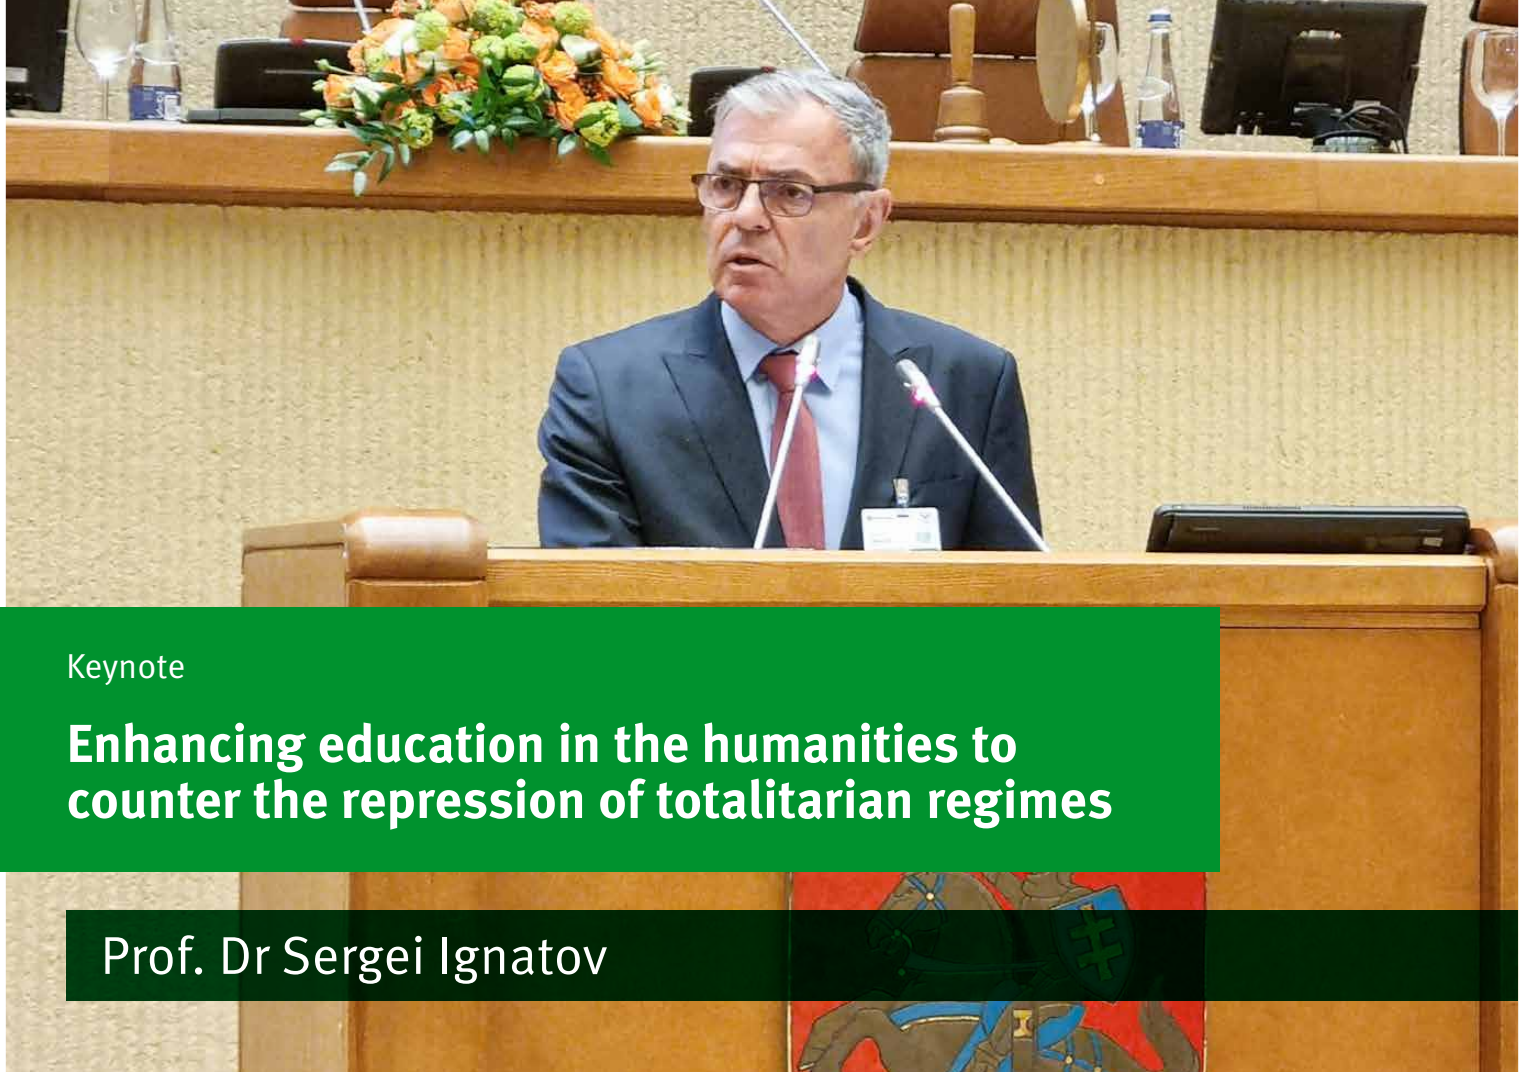 Keynote
Enhancing education in the humanities to
counter the repression of totalitarian regimes
Prof. Dr Sergei Ignatov